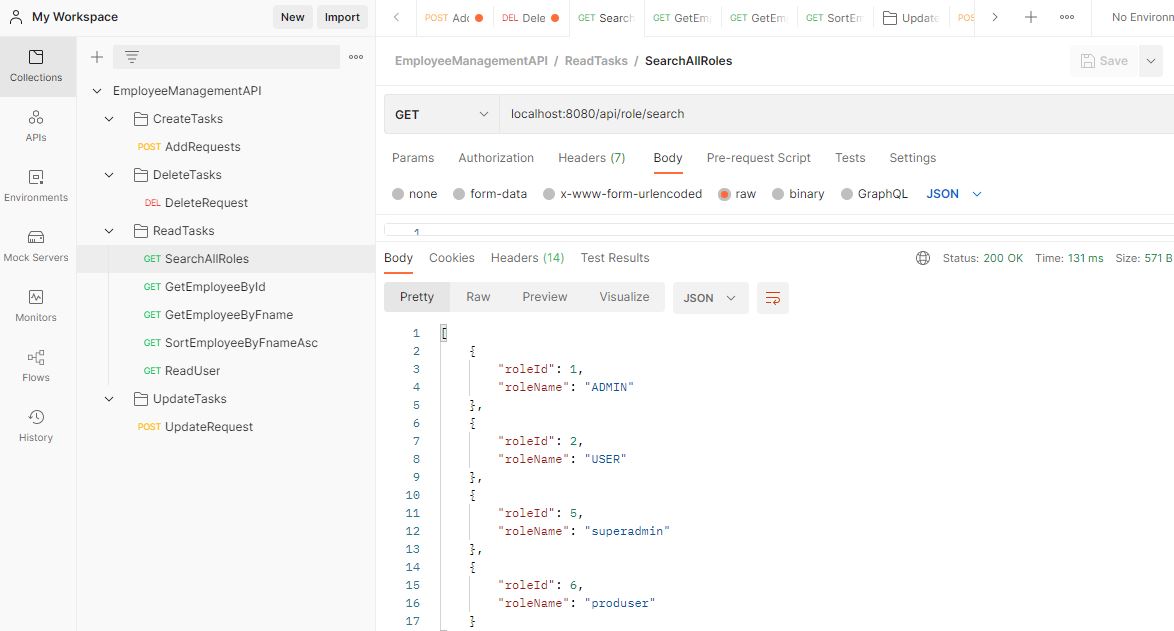 My Workspace
New
Import
Collections
APIs
Environments
Mock Servers
Monitors
Flows
History
EmployeeManagementAPI
CreateTasks
POST AddRequests
DeleteTasks
DEL DeleteRequest
ReadTasks
GET SearchAllRoles
GET GetEmployeeById
GET GetEmployeeByFname
GET SortEmployeeByFnameAsc
GET ReadUser
UpdateTasks
POST UpdateRequest
POST Add
DEL Dele
GET Search
GET GetEm
GET GetEm
GET SortEm
Update
POS
No Environ
EmployeeManagementAPI / ReadTasks / SearchAllRoles
Save
GET localhost:8080/api/role/search
Params Authorization Headers (7) Body Pre-request Script Tests Settings
none form-data x-www-form-urlencoded raw binary GraphQL JSON
1
Body Cookies Headers (14) Test Results
Status: 200 OK Time: 131 ms Size: 571 B
Pretty Raw Preview Visualize JSON
1 [
2 {
3 "roleId": 1,
4 "roleName": "ADMIN"
5 },
6 {
7 "roleId": 2,
8 "roleName": "USER"
9 },
10 {
11 "roleId": 5,
12 "roleName": "superadmin"
13 },
14 {
15 "roleId": 6,
16 "roleName": "produser"
17 }